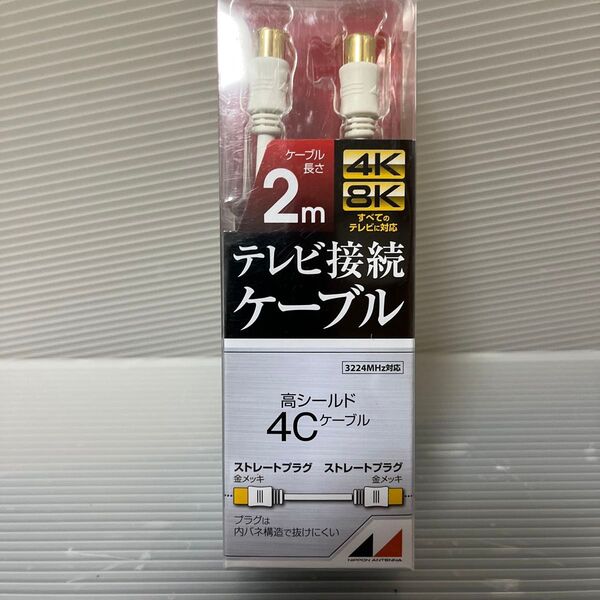 ケーブル
長さ
2m
4K
8K
すべての
テレビに対応
テレビ接続
ケーブル
3224MHz対応
高シールド
4Cケーブル
ストレートプラグ ストレートプラグ
金メッキ 金メッキ
プラグは
内バネ構造で抜けにくい
NIPPON ANTENNA